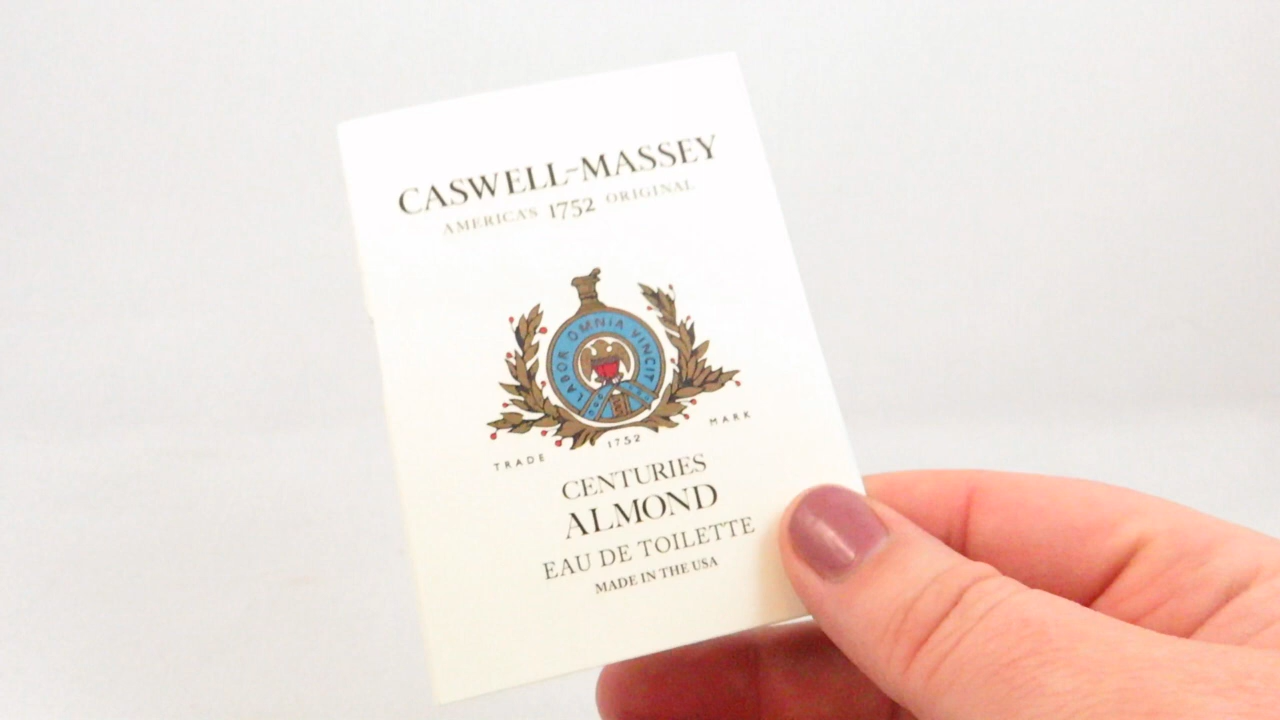 CASWELL-MASSEY
AMERICA'S 1752 ORIGINAL
LABOR OMNIA VINCIT
TRADE 1752 MARK
CENTURIES
ALMOND
EAU DE TOILETTE
MADE IN THE USA